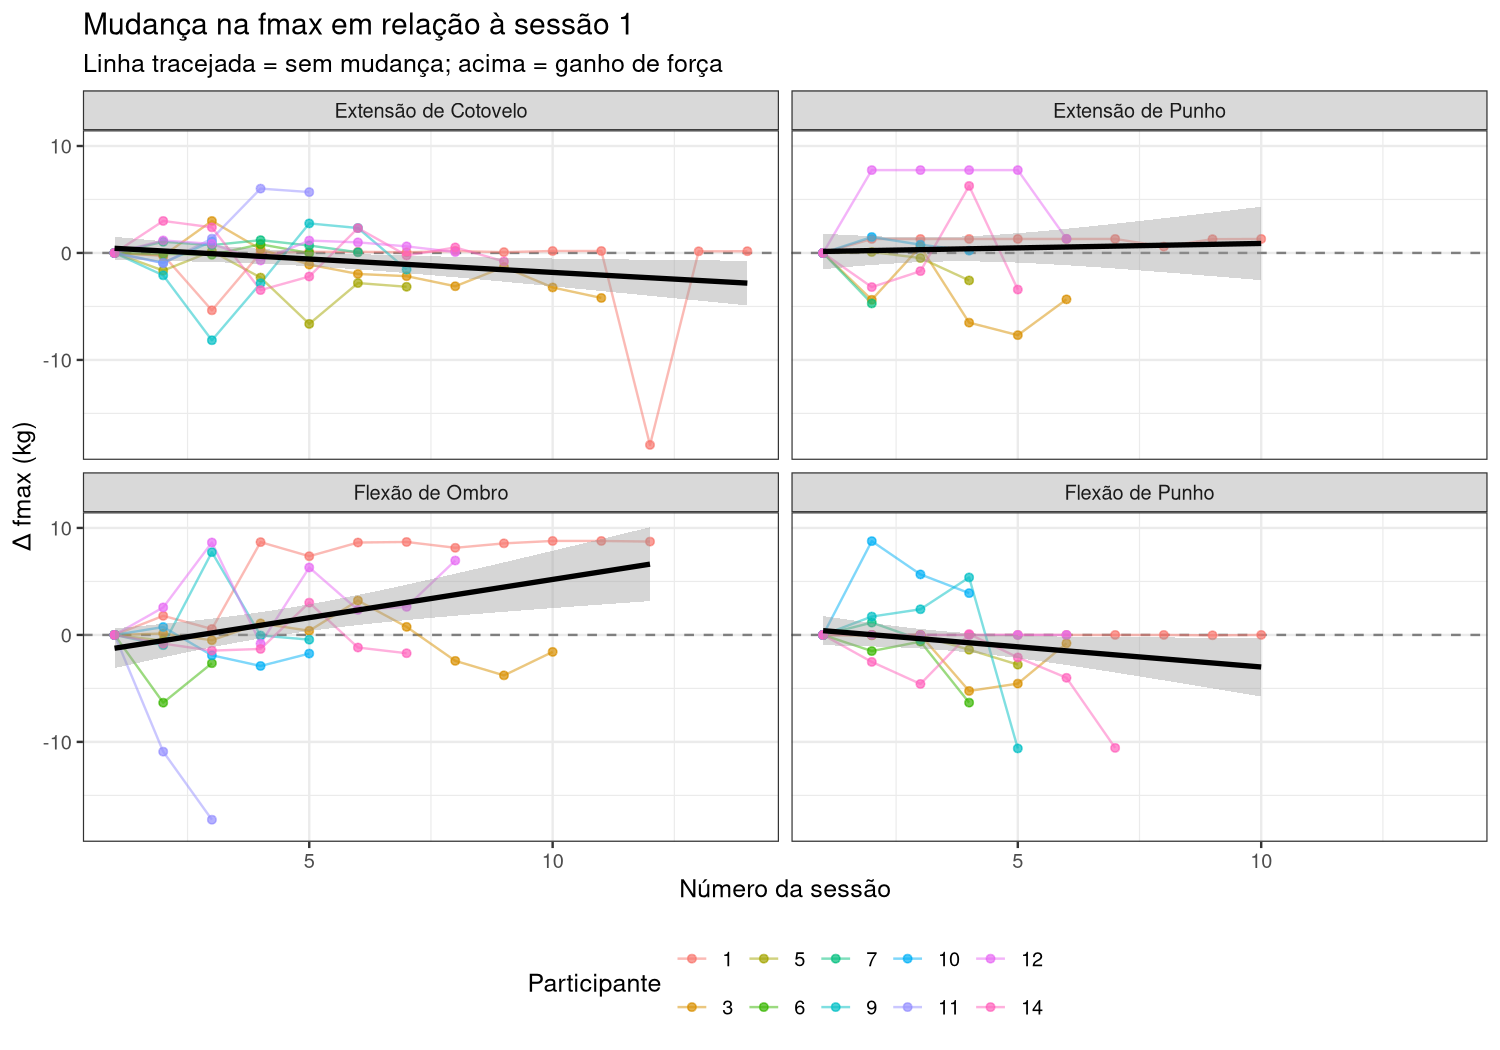 Mudança na fmax em relação à sessão 1
Linha tracejada = sem mudança; acima = ganho de força
Extensão de Cotovelo
Extensão de Punho
10
0
-10
Flexão de Ombro
Flexão de Punho
10
0
-10
Δ fmax (kg)
5
10
5
10
Número da sessão
Participante
1
5
7
10
12
3
6
9
11
14